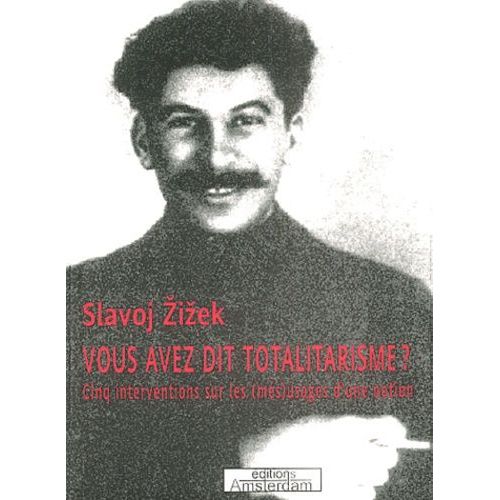 Slavoj Žižek
VOUS AVEZ DIT TOTALITARISME ?
Cinq interventions sur les (més)usages d'une notion
editions
Amsterdam